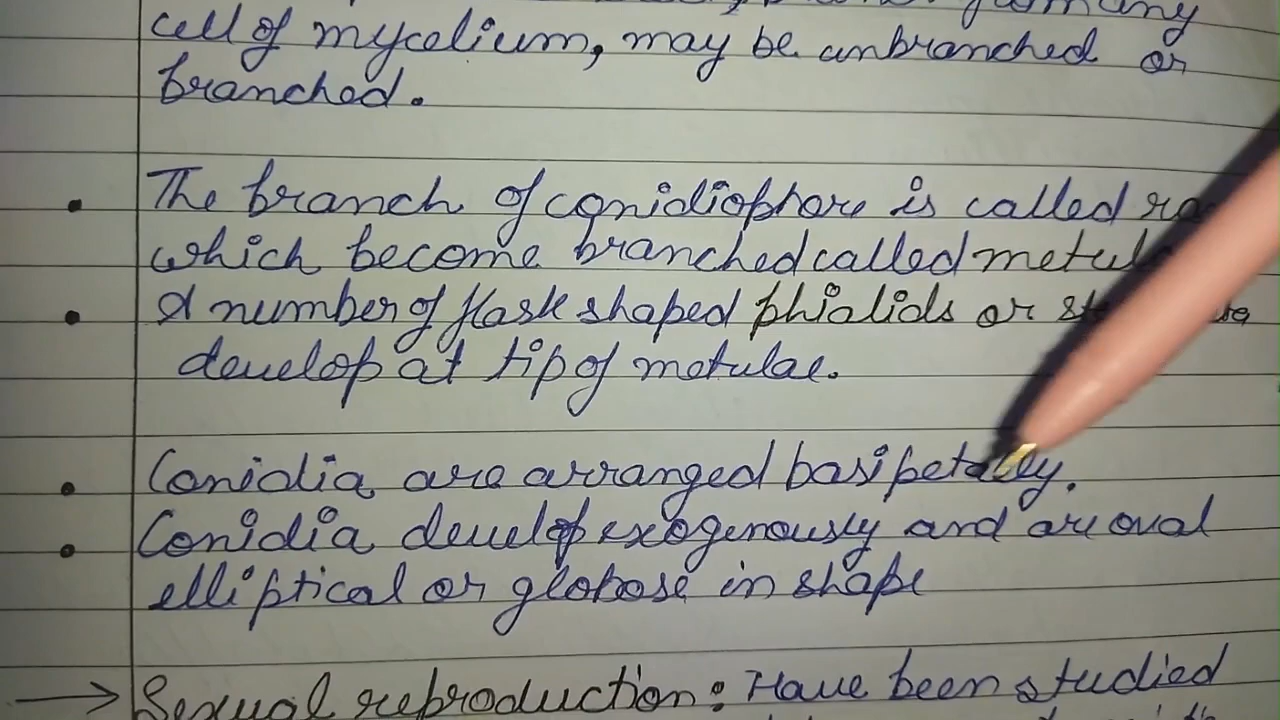 from any
cell of mycelium, may be unbranched or
branched.
• The branch of conidiophore is called
which become branched called
• A number of flask shaped phialids or
develop at tip of metulae.
• Conidia are arranged basipetally.
• Conidia develop exogenously and are oval
elliptical or globose in shape
→ Sexual reproduction: Have been studied